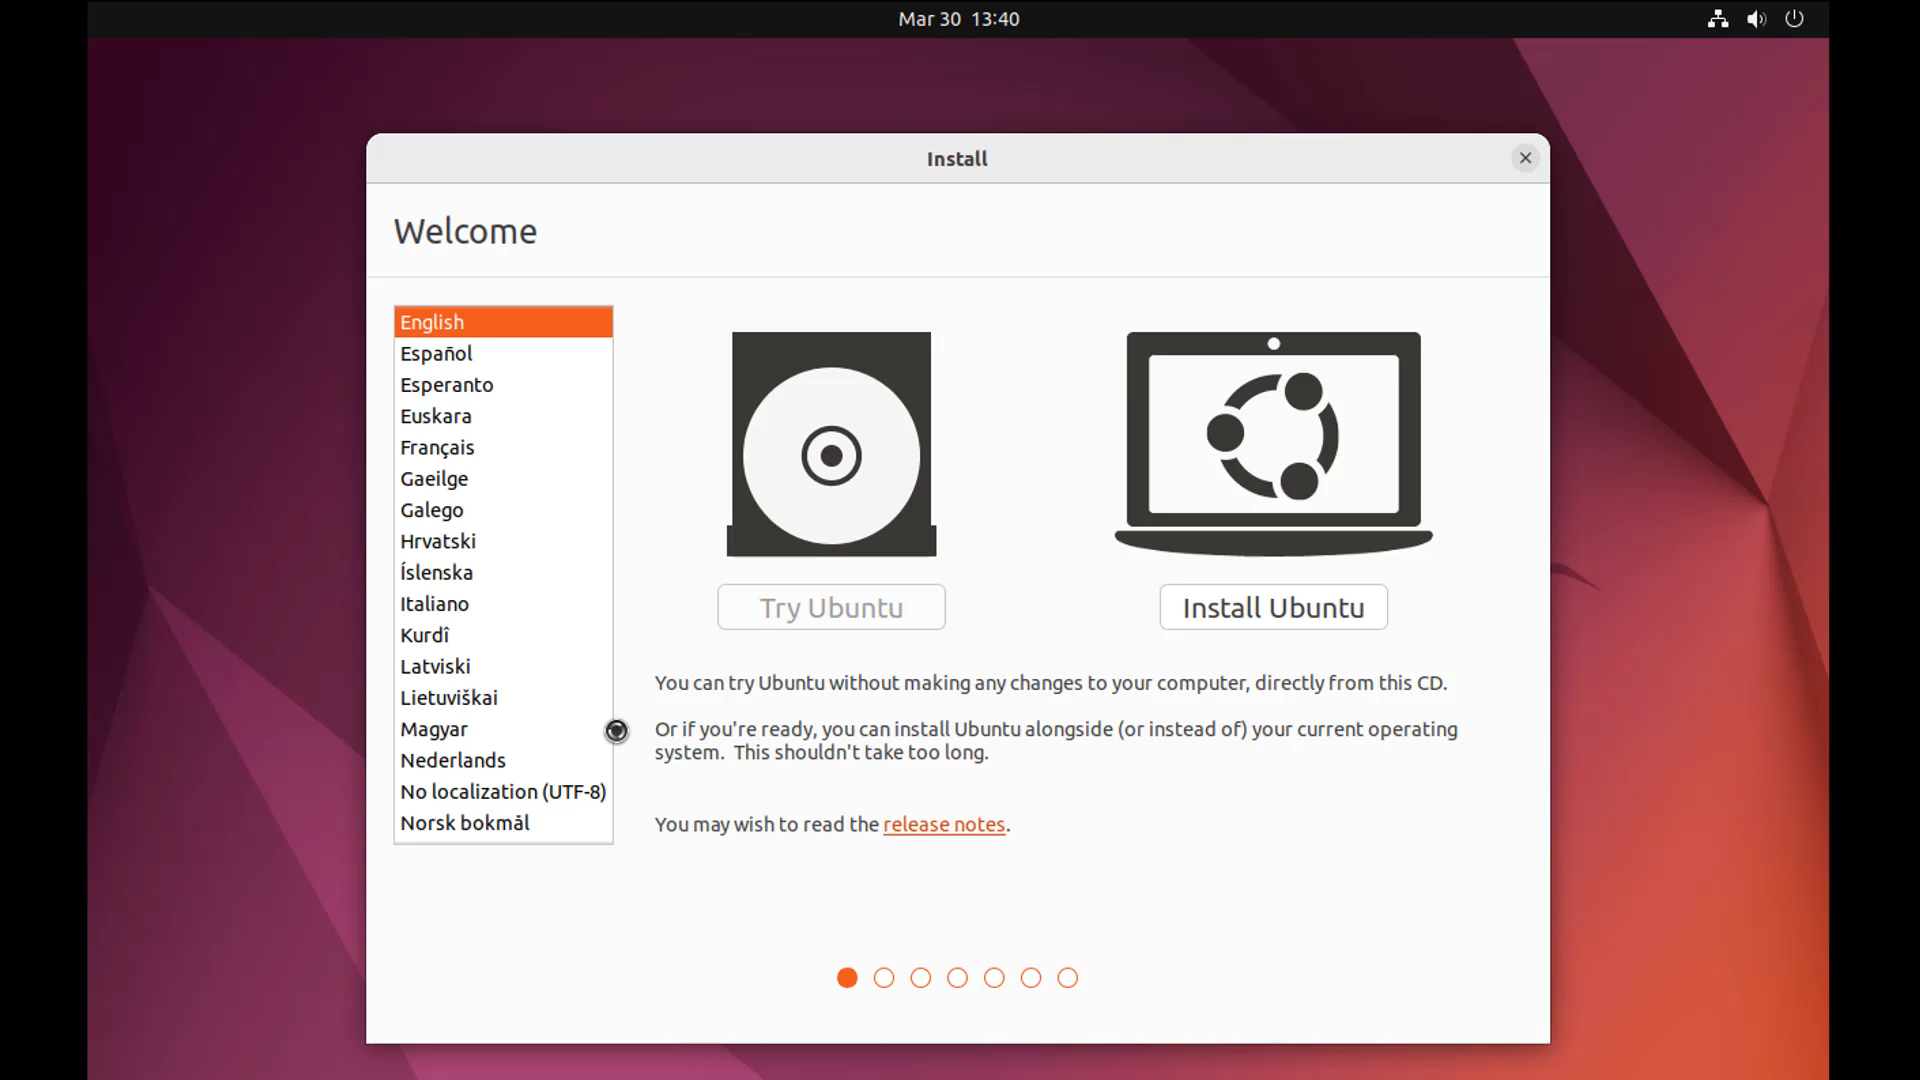 Mar 30 13:40
Install
Welcome
English
Español
Esperanto
Euskara
Français
Gaeilge
Galego
Hrvatski
Íslenska
Italiano
Kurdî
Latviski
Lietuviškai
Magyar
Nederlands
No localization (UTF-8)
Norsk bokmål
Try Ubuntu
Install Ubuntu
You can try Ubuntu without making any changes to your computer, directly from this CD.
Or if you're ready, you can install Ubuntu alongside (or instead of) your current operating
system. This shouldn't take too long.
You may wish to read the release notes.